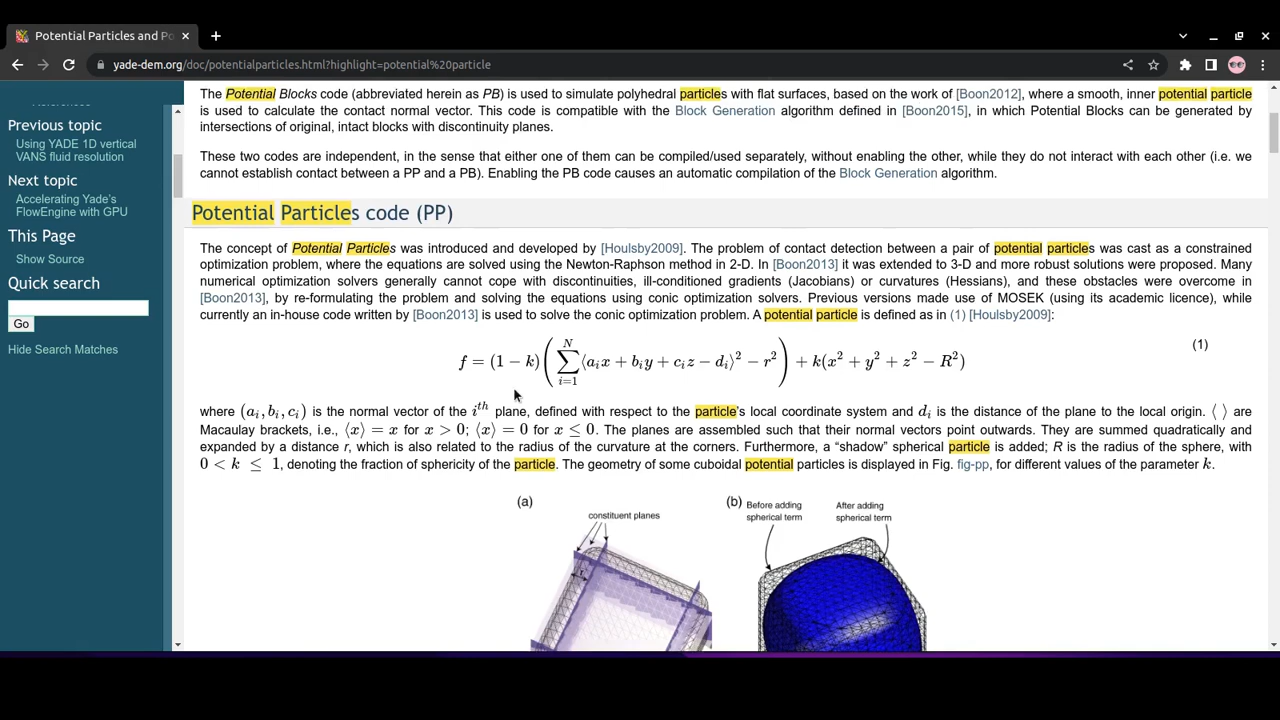 Potential Particles and Po
yade-dem.org/doc/potentialparticles.html?highlight=potential%20particle
Previous topic
Using YADE 1D vertical
VANS fluid resolution
Next topic
Accelerating Yade's
FlowEngine with GPU
This Page
Show Source
Quick search
Go
Hide Search Matches
The Potential Blocks code (abbreviated herein as PB) is used to simulate polyhedral particles with flat surfaces, based on the work of [Boon2012], where a smooth, inner potential particle
is used to calculate the contact normal vector. This code is compatible with the Block Generation algorithm defined in [Boon2015], in which Potential Blocks can be generated by
intersections of original, intact blocks with discontinuity planes.
These two codes are independent, in the sense that either one of them can be compiled/used separately, without enabling the other, while they do not interact with each other (i.e. we
cannot establish contact between a PP and a PB). Enabling the PB code causes an automatic compilation of the Block Generation algorithm.
Potential Particles code (PP)
The concept of Potential Particles was introduced and developed by [Houlsby2009]. The problem of contact detection between a pair of potential particles was cast as a constrained
optimization problem, where the equations are solved using the Newton-Raphson method in 2-D. In [Boon2013] it was extended to 3-D and more robust solutions were proposed. Many
numerical optimization solvers generally cannot cope with discontinuities, ill-conditioned gradients (Jacobians) or curvatures (Hessians), and these obstacles were overcome in
[Boon2013], by re-formulating the problem and solving the equations using conic optimization solvers. Previous versions made use of MOSEK (using its academic licence), while
currently an in-house code written by [Boon2013] is used to solve the conic optimization problem. A potential particle is defined as in (1) [Houlsby2009]:
f = (1 − k)(∑_{i=1}^{N}⟨a_i x + b_i y + c_i z − d_i⟩² − r²) + k(x² + y² + z² − R²) (1)
where (a_i, b_i, c_i) is the normal vector of the i^th plane, defined with respect to the particle's local coordinate system and d_i is the distance of the plane to the local origin. ⟨ ⟩ are
Macaulay brackets, i.e., ⟨x⟩ = x for x > 0; ⟨x⟩ = 0 for x ≤ 0. The planes are assembled such that their normal vectors point outwards. They are summed quadratically and
expanded by a distance r, which is also related to the radius of the curvature at the corners. Furthermore, a “shadow” spherical particle is added; R is the radius of the sphere, with
0 < k ≤ 1, denoting the fraction of sphericity of the particle. The geometry of some cuboidal potential particles is displayed in Fig. fig-pp, for different values of the parameter k.
(a)
constituent planes
r
(b) Before adding
spherical term
After adding
spherical term